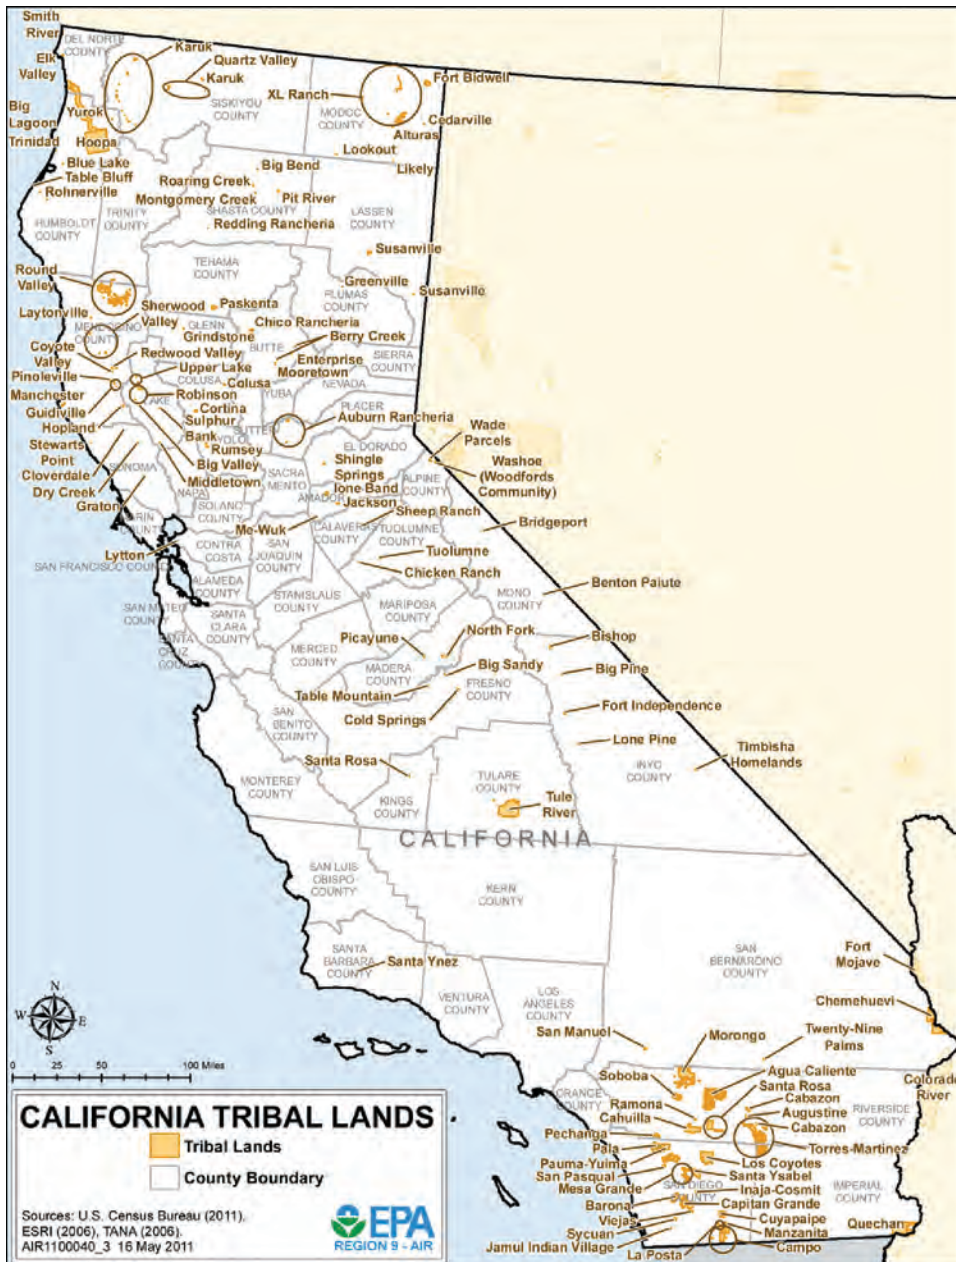 Smith
River
DEL NORTE
COUNTY
Karuk
Elk
Valley
Quartz Valley
Karuk
SISKIYOU
COUNTY
XL Ranch
MODOC
COUNTY
Fort Bidwell
Cedarville
Alturas
Big
Lagoon
Yurok
Trinidad
Hoopa
Lookout
Likely
Blue Lake
Table Bluff
Rohnerville
Big Bend
Roaring Creek
Montgomery Creek
Pit River
SHASTA COUNTY
Redding Rancheria
HUMBOLDT
COUNTY
TRINITY
COUNTY
LASSEN
COUNTY
Susanville
TEHAMA
COUNTY
Round
Valley
Greenville
Susanville
PLUMAS
COUNTY
Sherwood
Valley
Paskenta
Laytonville
MENDOCINO
COUNTY
GLENN
Grindstone
Chico Rancheria
BUTTE
Berry Creek
Coyote
Valley
Redwood Valley
Enterprise
Mooretown
SIERRA
COUNTY
Upper Lake
Pinoleville
COLUSA
Colusa
NEVADA
Manchester
LAKE
Robinson
YUBA
PLACER
COUNTY
Guidiville
Cortina
Sulphur
Bank
Auburn Rancheria
Hopland
SUTTER
YOLO
Rumsey
Wade
Parcels
Stewarts
Point
EL DORADO
COUNTY
Big Valley
Cloverdale
SONOMA
Middletown
SACRA
MENTO
Shingle
Springs
Washoe
(Woodfords
Community)
Dry Creek
NAPA
Ione Band
ALPINE
COUNTY
Graton
SOLANO
COUNTY
AMADOR
Jackson
Sheep Ranch
MARIN
COUNTY
Me-Wuk
CALAVERAS
COUNTY
TUOLUMNE
COUNTY
Bridgeport
Lytton
CONTRA
COSTA
SAN
JOAQUIN
COUNTY
Tuolumne
SAN FRANCISCO COUNTY
Chicken Ranch
ALAMEDA
COUNTY
STANISLAUS
COUNTY
Benton Paiute
MONO
COUNTY
SAN MATEO
COUNTY
SANTA
CLARA
COUNTY
MARIPOSA
COUNTY
SANTA
CRUZ
COUNTY
MERCED
COUNTY
Picayune
North Fork
Bishop
MADERA
COUNTY
Big Sandy
Big Pine
Table Mountain
FRESNO
COUNTY
SAN
BENITO
COUNTY
Cold Springs
Fort Independence
Lone Pine
Santa Rosa
INYO
COUNTY
Timbisha
Homelands
MONTEREY
COUNTY
TULARE
COUNTY
KINGS
COUNTY
Tule
River
CALIFORNIA
SAN LUIS
OBISPO
COUNTY
KERN
COUNTY
SANTA
BARBARA
COUNTY
Santa Ynez
SAN
BERNARDINO
COUNTY
Fort
Mojave
VENTURA
COUNTY
LOS
ANGELES
COUNTY
Chemehuevi
N
W
E
S
San Manuel
Morongo
Twenty-Nine
Palms
0 50 100 Miles
Soboba
Agua Caliente
Santa Rosa
Colorado
River
ORANGE
COUNTY
Ramona
Cabazon
Cahuilla
Augustine
RIVERSIDE
COUNTY
Pechanga
Cabazon
Pala
Torres-Martinez
Pauma-Yuima
Los Coyotes
San Pasqual
Santa Ysabel
Mesa Grande
SAN DIEGO
COUNTY
Inaja-Cosmit
IMPERIAL
COUNTY
Barona
Capitan Grande
Viejas
Cuyapaipe
Quechan
Sycuan
Manzanita
Jamul Indian Village
La Posta
Campo
CALIFORNIA TRIBAL LANDS
Tribal Lands
County Boundary
Sources: U.S. Census Bureau (2011).
ESRI (2006), TANA (2006).
AIR1100040_3 16 May 2011
EPA
REGION 9 - AIR